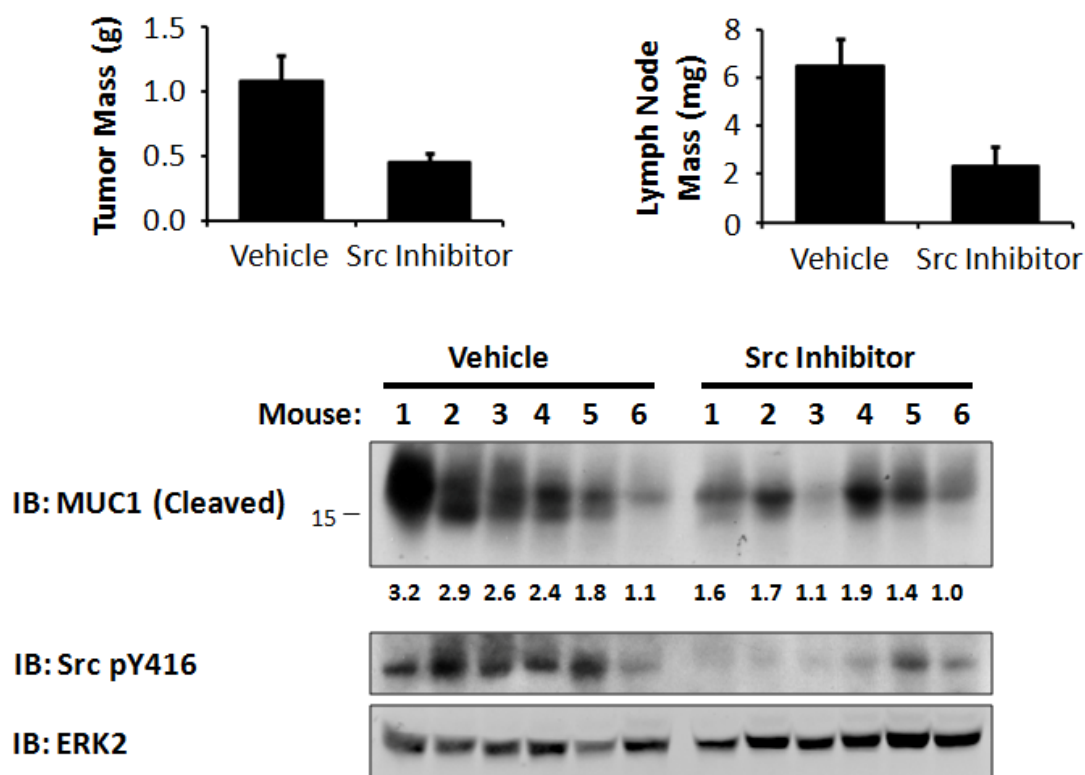 Tumor Mass (g)
1.5
1.0
0.5
0.0
Vehicle Src Inhibitor
Lymph Node
Mass (mg)
8
6
4
2
0
Vehicle Src Inhibitor
Vehicle Src Inhibitor
Mouse: 1 2 3 4 5 6 1 2 3 4 5 6
IB: MUC1 (Cleaved)
15 –
3.2 2.9 2.6 2.4 1.8 1.1 1.6 1.7 1.1 1.9 1.4 1.0
IB: Src pY416
IB: ERK2